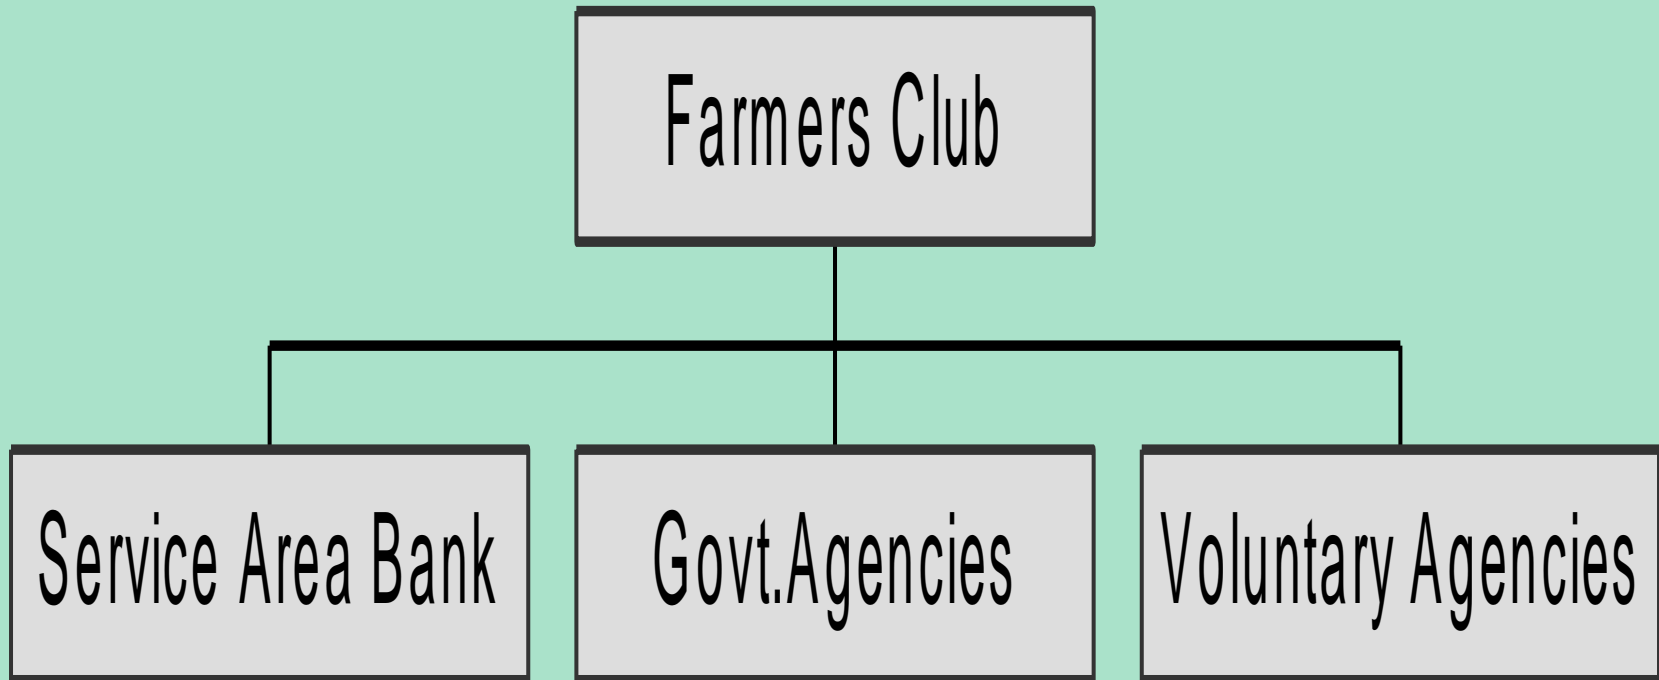 Farmers Club
Service Area Bank
Govt.Agencies
Voluntary Agencies